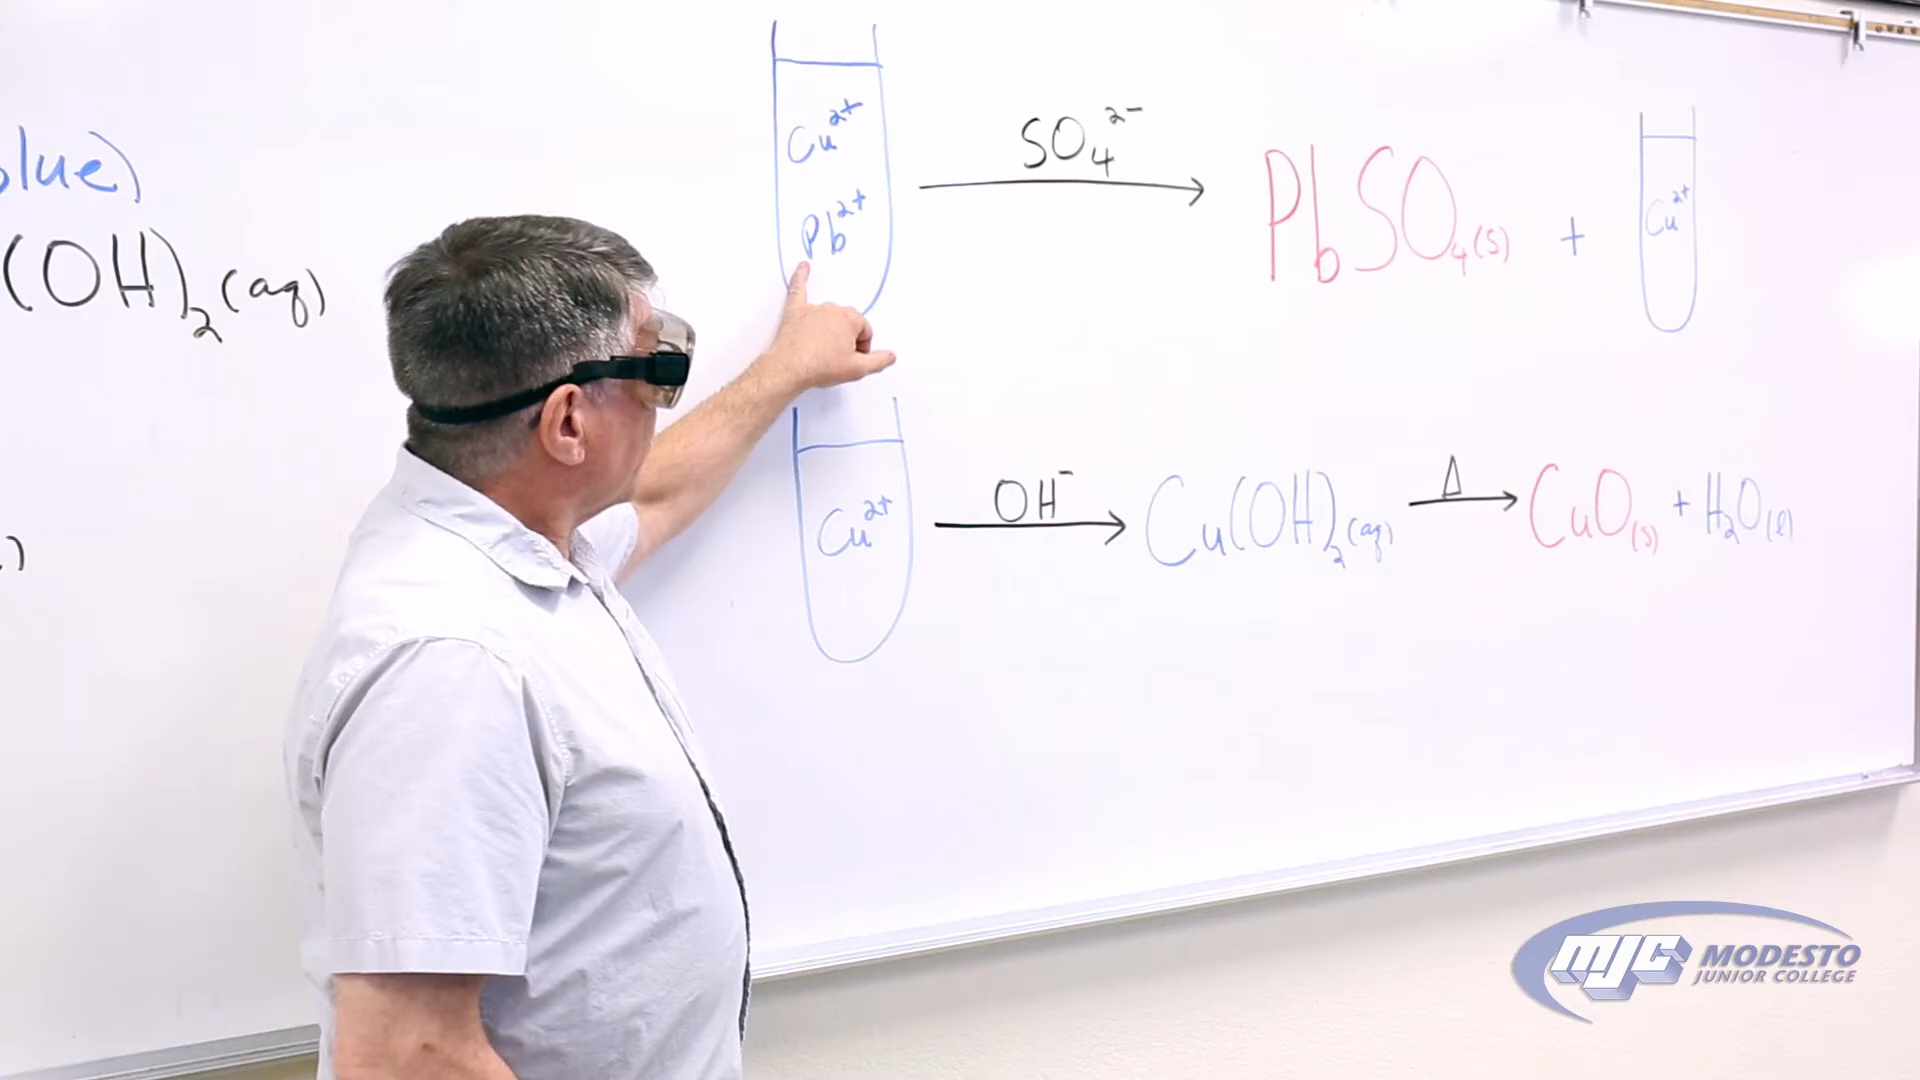 blue)
(OH)₂(aq)
)
Cu²⁺
Pb²⁺
SO₄²⁻
PbSO₄(s) +
Cu²⁺
Cu²⁺
OH⁻
Cu(OH)₂(aq)
Δ
CuO(s) + H₂O(l)
MJC MODESTO
JUNIOR COLLEGE